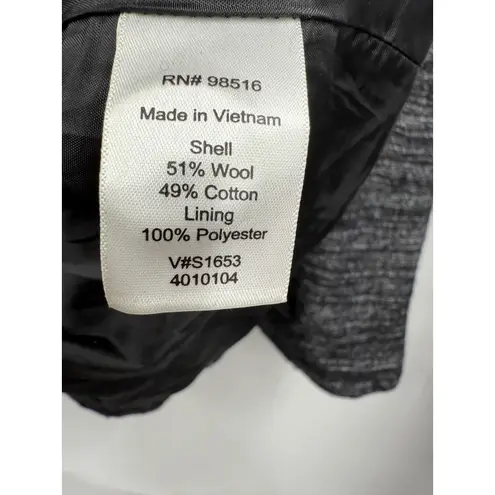 RN# 98516
Made in Vietnam
Shell
51% Wool
49% Cotton
Lining
100% Polyester
V#S1653
4010104